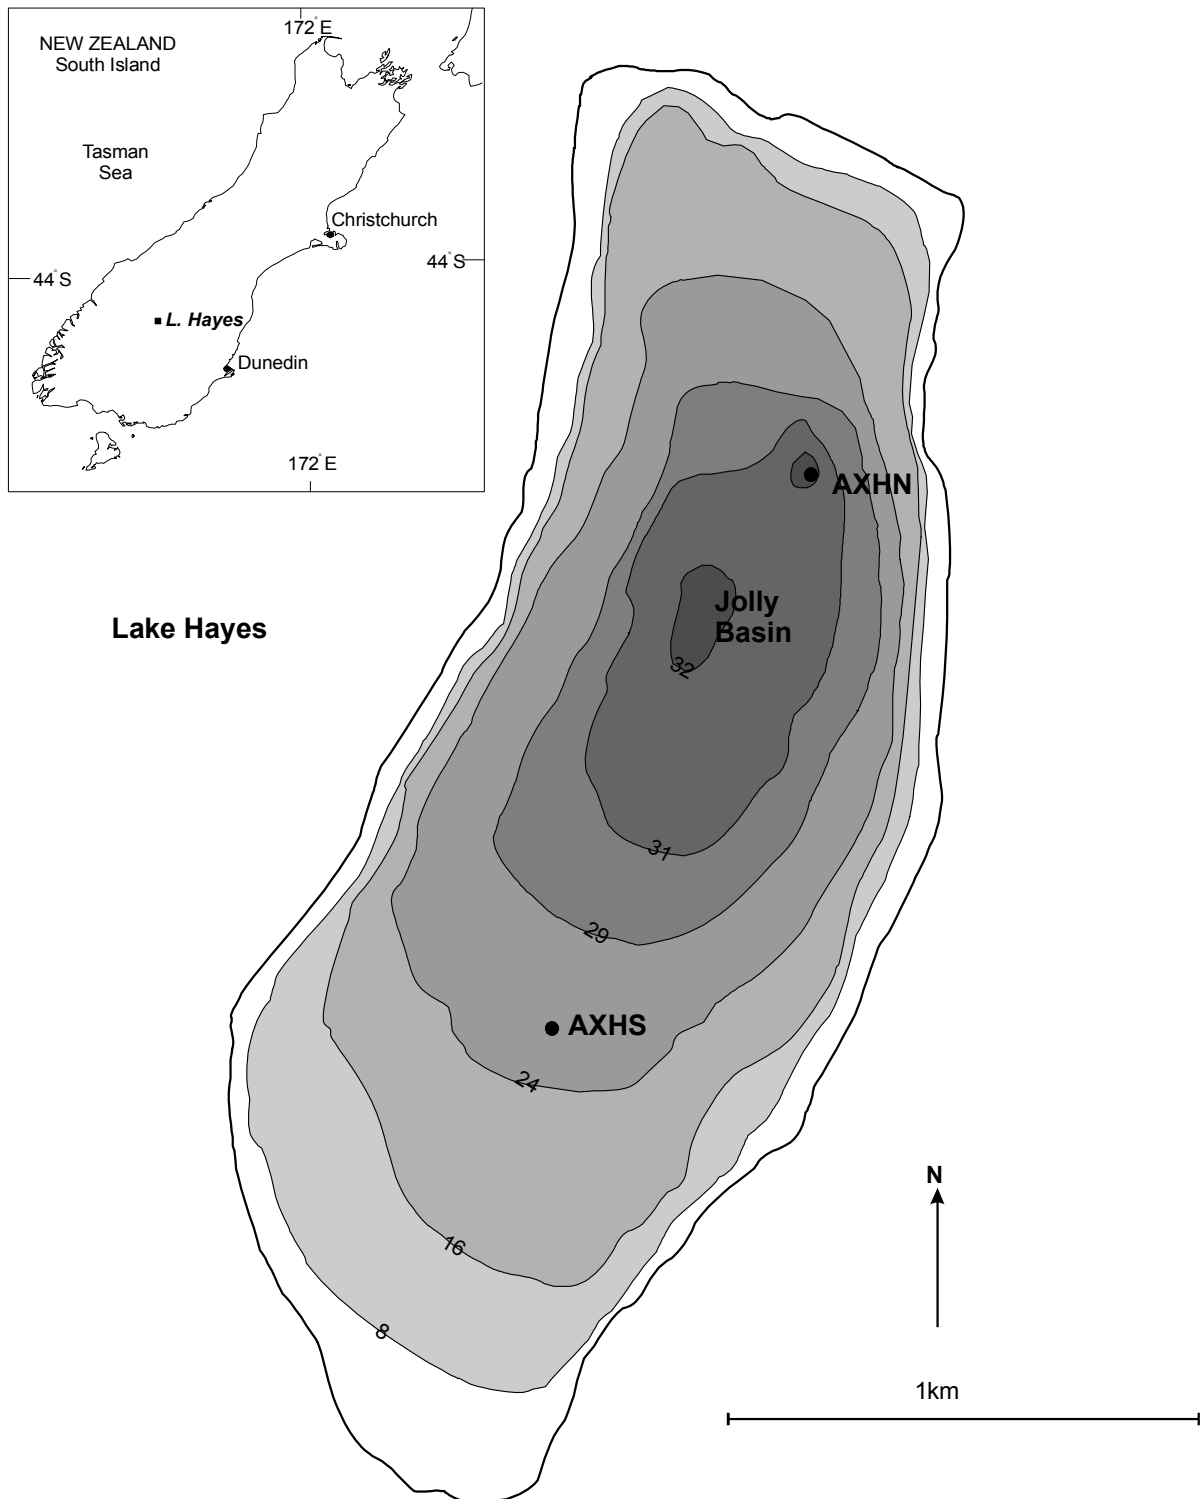 172°E
NEW ZEALAND
South Island
Tasman
Sea
Christchurch
44°S
44°S
L. Hayes
Dunedin
172°E
AXHN
Jolly
Basin
Lake Hayes
32
31
29
AXHS
24
N
16
8
1km